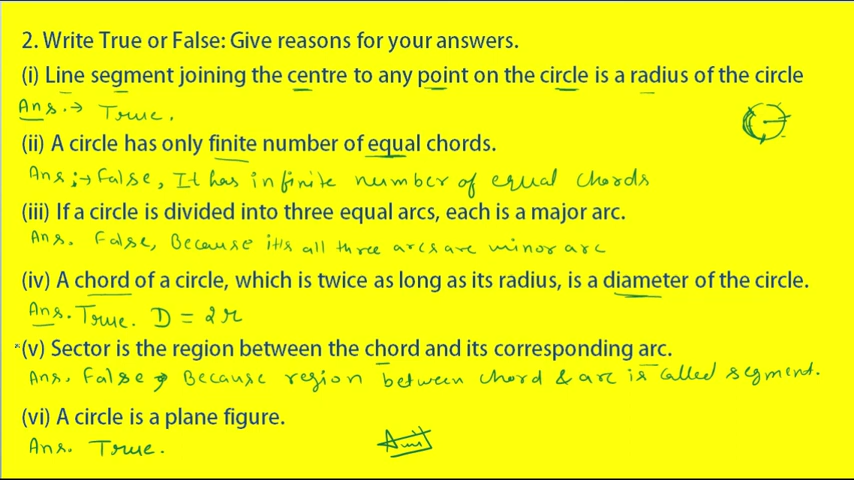 2. Write True or False: Give reasons for your answers.
(i) Line segment joining the centre to any point on the circle is a radius of the circle
Ans. → True.
(ii) A circle has only finite number of equal chords.
Ans :→ False, It has infinite number of equal chords
(iii) If a circle is divided into three equal arcs, each is a major arc.
Ans. False, Because it's all three arcs are minor arc
(iv) A chord of a circle, which is twice as long as its radius, is a diameter of the circle.
Ans. True. D = 2r
(v) Sector is the region between the chord and its corresponding arc.
Ans. False → Because region between chord & arc is called segment.
(vi) A circle is a plane figure.
Ans. True.